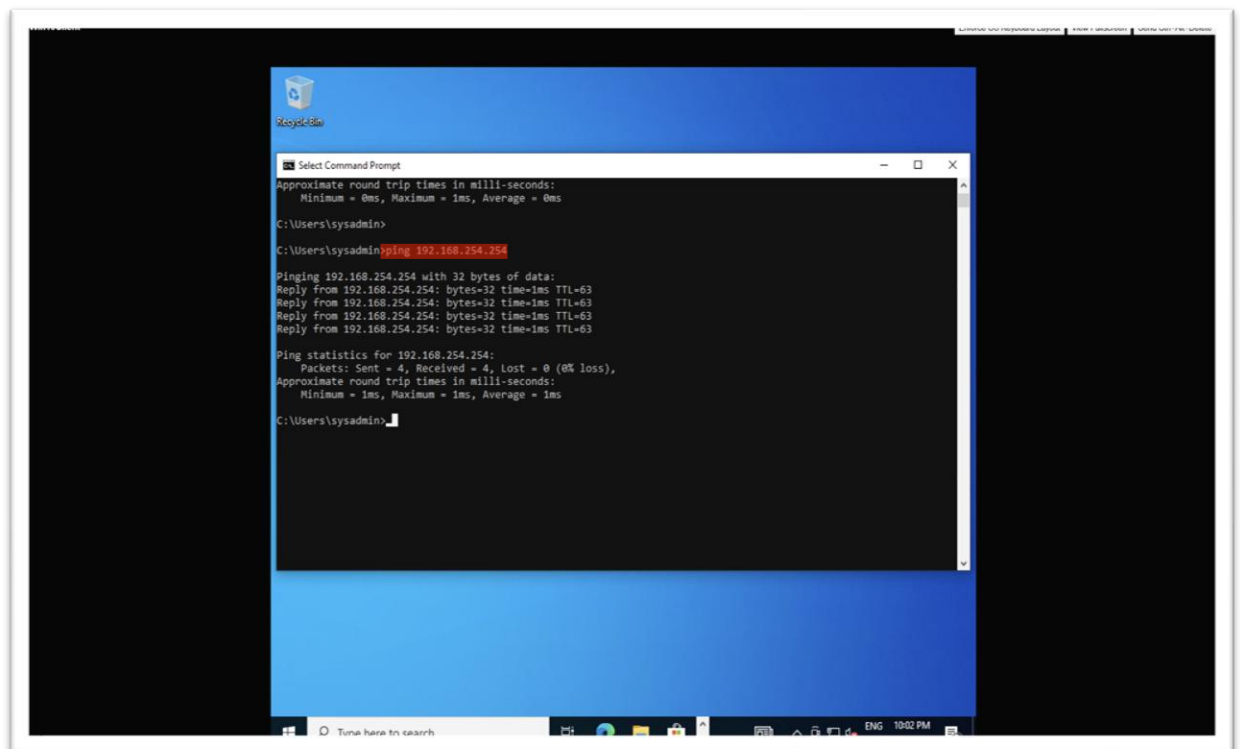 Recycle Bin
Select Command Prompt
Approximate round trip times in milli-seconds:
Minimum = 0ms, Maximum = 1ms, Average = 0ms
C:\Users\sysadmin>
C:\Users\sysadmin>ping 192.168.254.254
Pinging 192.168.254.254 with 32 bytes of data:
Reply from 192.168.254.254: bytes=32 time=1ms TTL=63
Reply from 192.168.254.254: bytes=32 time=1ms TTL=63
Reply from 192.168.254.254: bytes=32 time=1ms TTL=63
Reply from 192.168.254.254: bytes=32 time=1ms TTL=63
Ping statistics for 192.168.254.254:
Packets: Sent = 4, Received = 4, Lost = 0 (0% loss),
Approximate round trip times in milli-seconds:
Minimum = 1ms, Maximum = 1ms, Average = 1ms
C:\Users\sysadmin>
Type here to search
ENG 10:02 PM